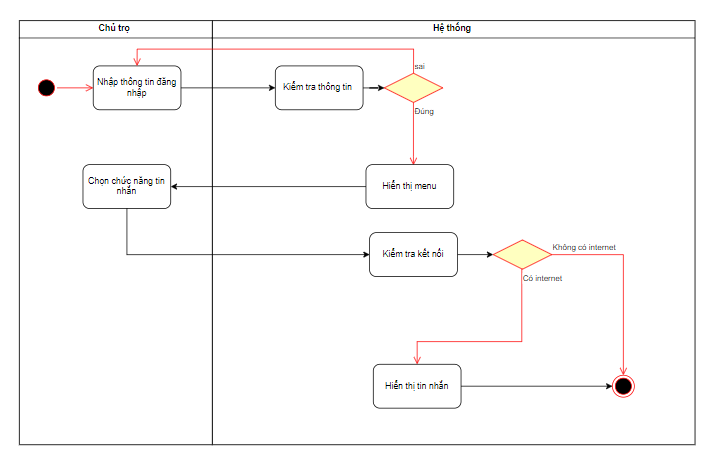 Chủ trọ
Hệ thống
sai
Nhập thông tin đăng
nhập
Kiểm tra thông tin
Đúng
Chọn chức năng tin
nhắn
Hiển thị menu
Kiểm tra kết nối
Không có internet
Có internet
Hiển thị tin nhắn